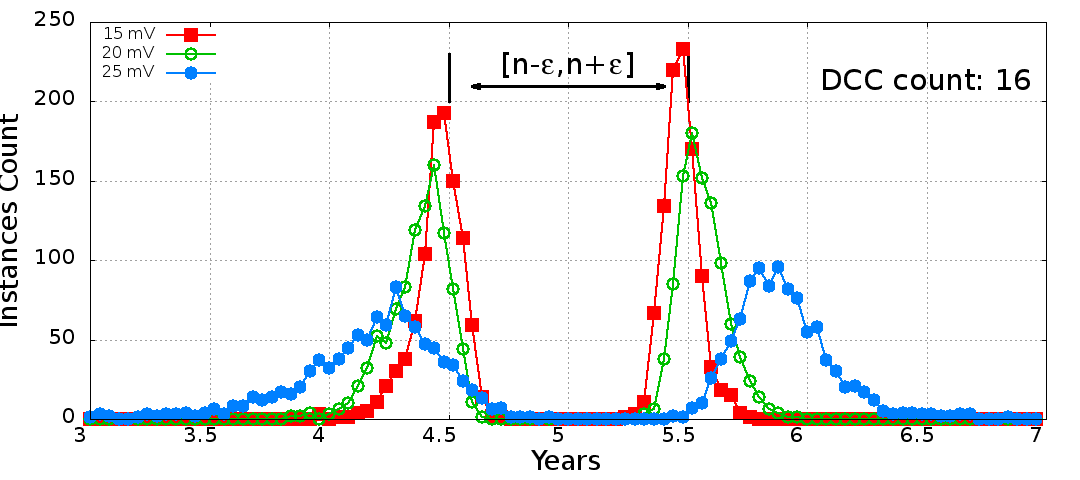 250
200
150
100
50
0
Instances Count
15 mV
20 mV
25 mV
[n-ε,n+ε]
DCC count: 16
3 3.5 4 4.5 5 5.5 6 6.5 7
Years